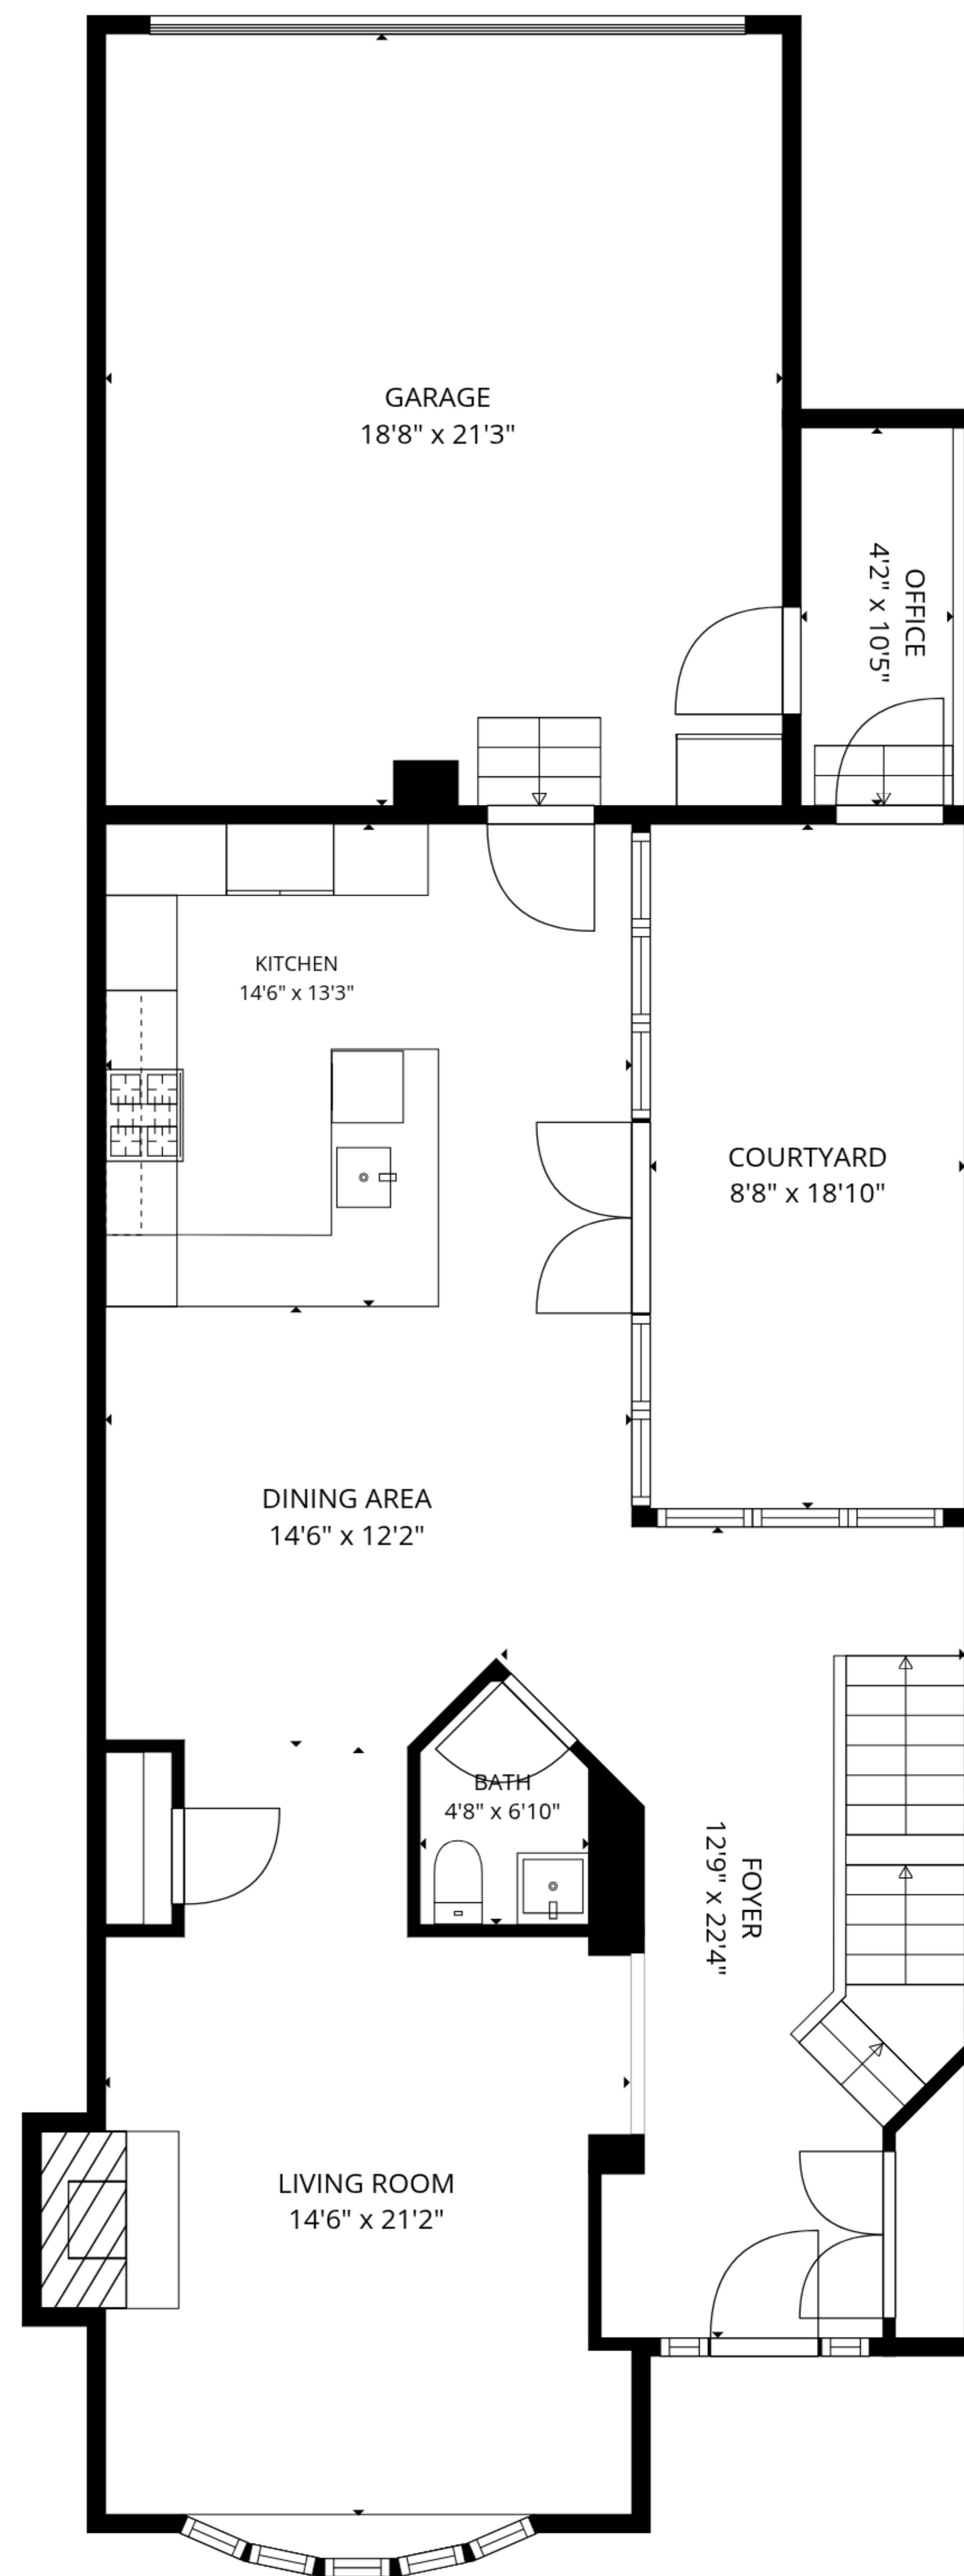 GARAGE
18'8" x 21'3"
OFFICE
4'2" x 10'5"
KITCHEN
14'6" x 13'3"
COURTYARD
8'8" x 18'10"
DINING AREA
14'6" x 12'2"
BATH
4'8" x 6'10"
FOYER
12'9" x 22'4"
LIVING ROOM
14'6" x 21'2"